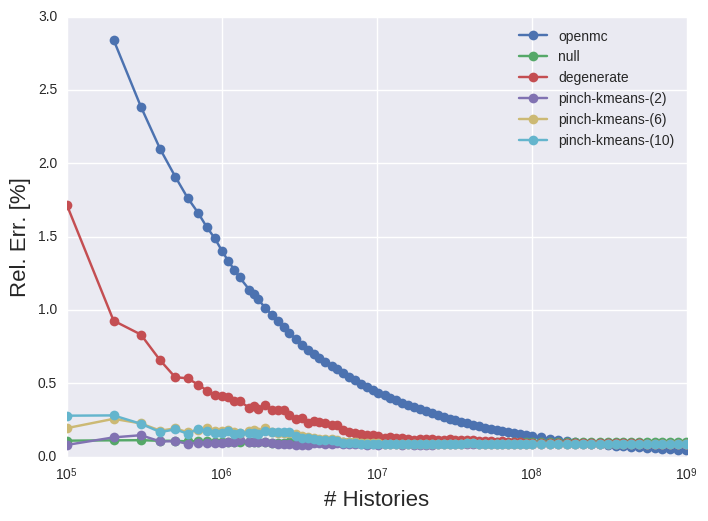 3.0
2.5
2.0
1.5
1.0
0.5
0.0
Rel. Err. [%]
openmc
null
degenerate
pinch-kmeans-(2)
pinch-kmeans-(6)
pinch-kmeans-(10)
10⁵ 10⁶ 10⁷ 10⁸ 10⁹
# Histories